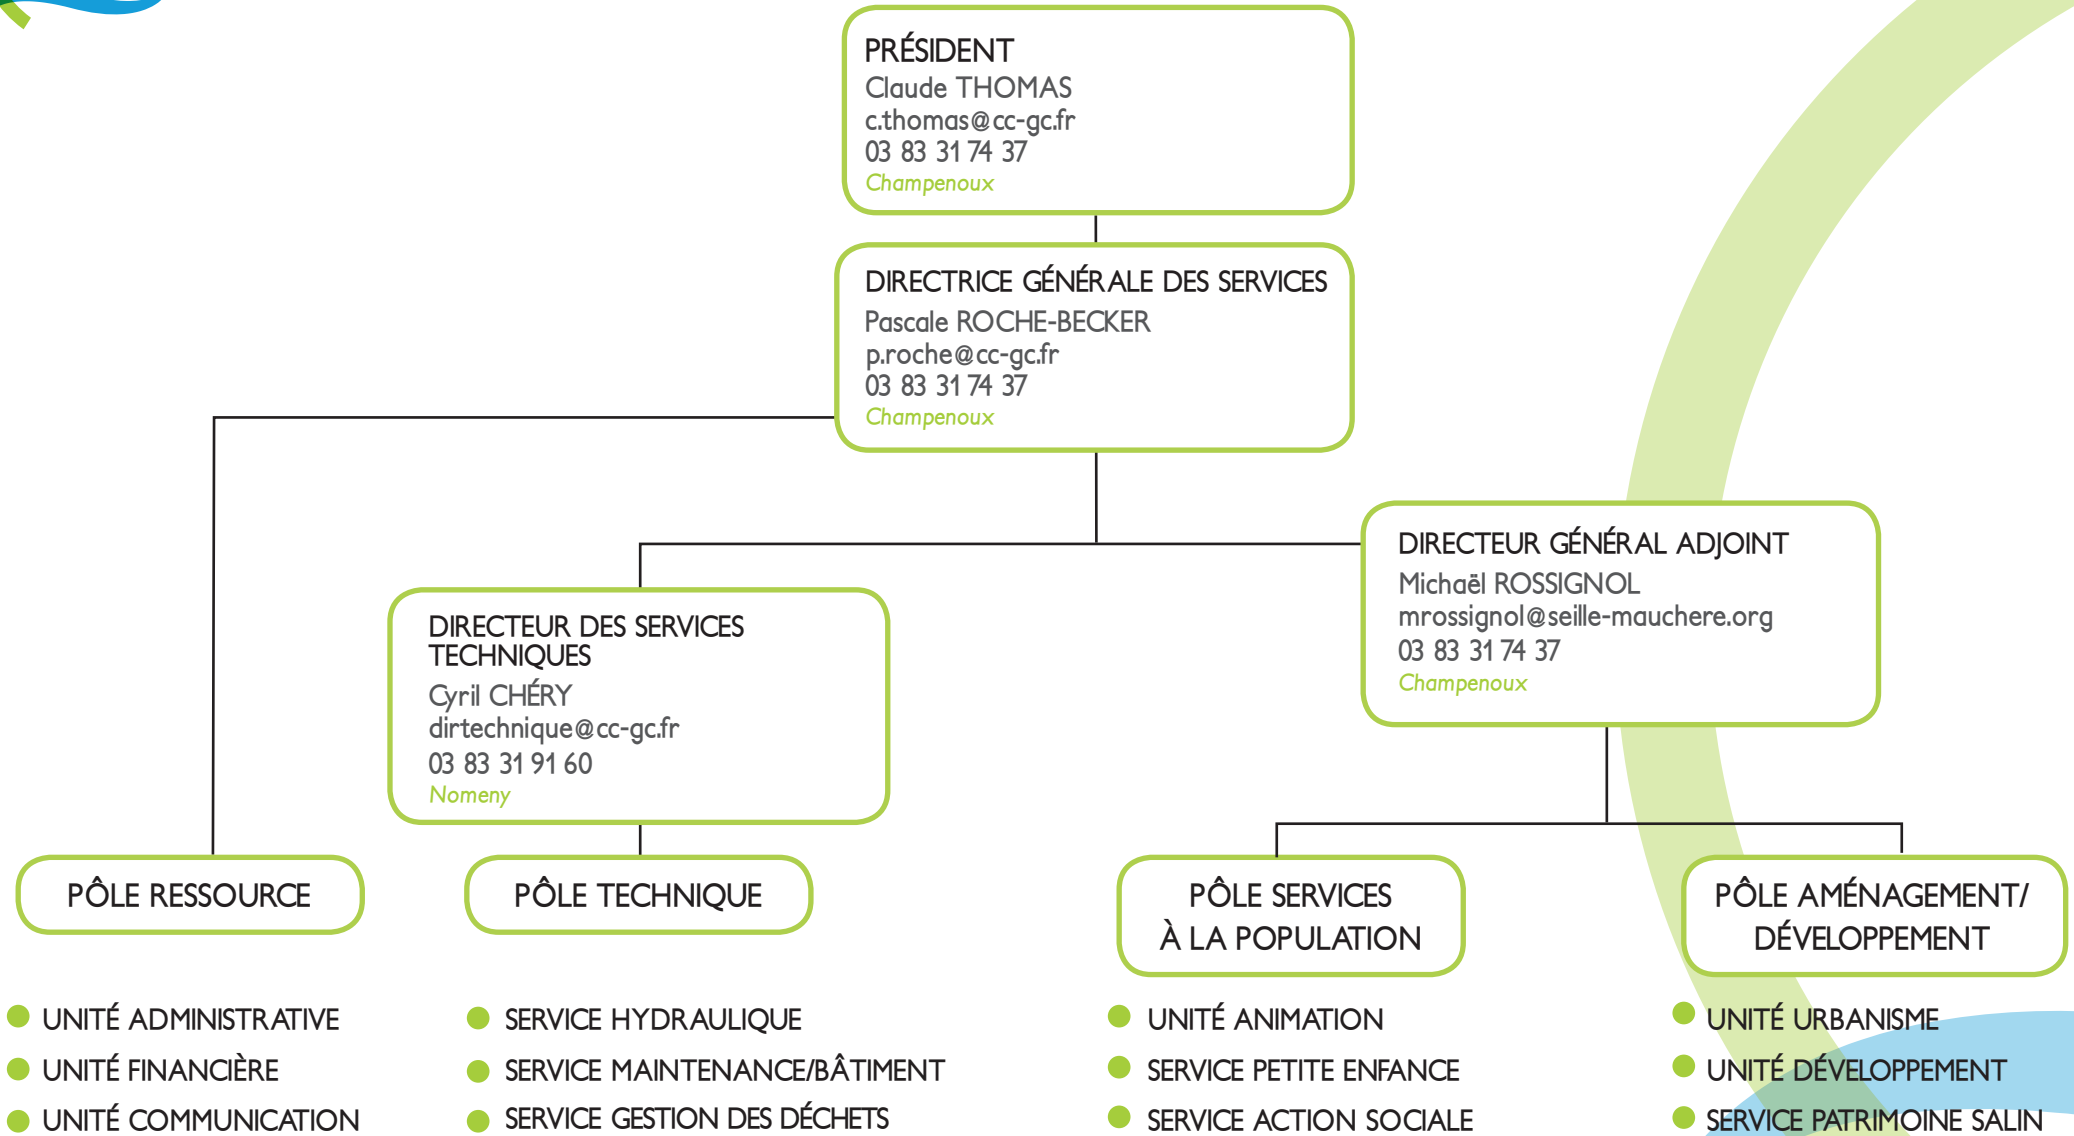 PRÉSIDENT
Claude THOMAS
c.thomas@cc-gc.fr
03 83 31 74 37
Champenoux
DIRECTRICE GÉNÉRALE DES SERVICES
Pascale ROCHE-BECKER
p.roche@cc-gc.fr
03 83 31 74 37
Champenoux
DIRECTEUR GÉNÉRAL ADJOINT
Michaël ROSSIGNOL
mrossignol@seille-mauchere.org
03 83 31 74 37
Champenoux
DIRECTEUR DES SERVICES
TECHNIQUES
Cyril CHÉRY
dirtechnique@cc-gc.fr
03 83 31 91 60
Nomeny
PÔLE RESSOURCE
UNITÉ ADMINISTRATIVE
UNITÉ FINANCIÈRE
UNITÉ COMMUNICATION
PÔLE TECHNIQUE
SERVICE HYDRAULIQUE
SERVICE MAINTENANCE/BÂTIMENT
SERVICE GESTION DES DÉCHETS
PÔLE SERVICES
À LA POPULATION
UNITÉ ANIMATION
SERVICE PETITE ENFANCE
SERVICE ACTION SOCIALE
PÔLE AMÉNAGEMENT/
DÉVELOPPEMENT
UNITÉ URBANISME
UNITÉ DÉVELOPPEMENT
SERVICE PATRIMOINE SALIN